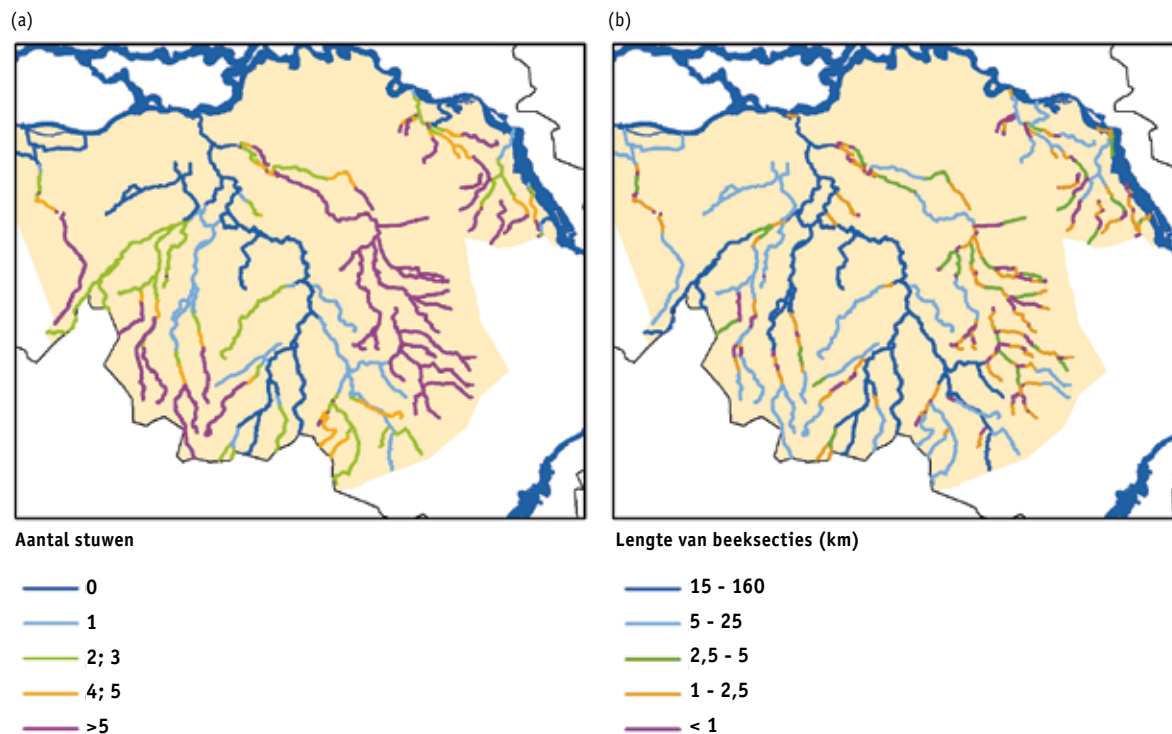 (a)
(b)
Aantal stuwen
0
1
2; 3
4; 5
>5
Lengte van beeksecties (km)
15 - 160
5 - 25
2,5 - 5
1 - 2,5
< 1